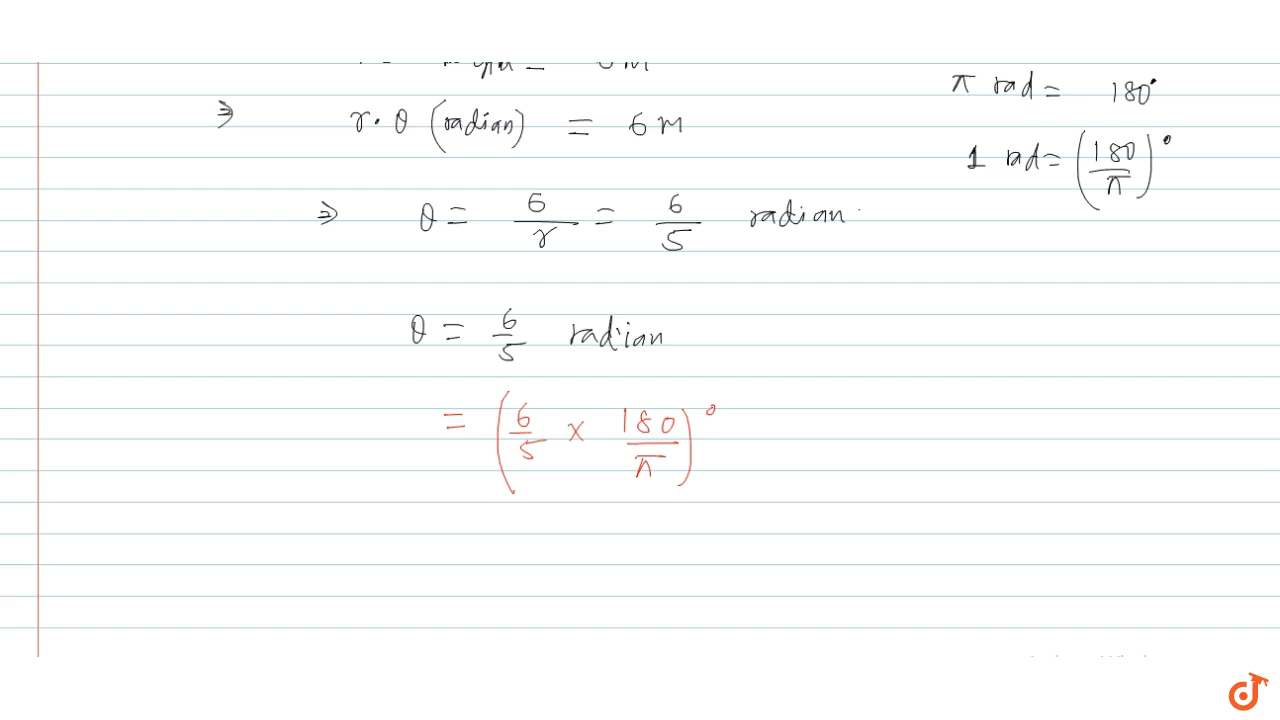 π rad = 180°
⇒ r · θ (radian) = 6 m
1 rad = (180/π)°
⇒ θ = 6/r = 6/5 radian
θ = 6/5 radian
= (6/5 × 180/π)°